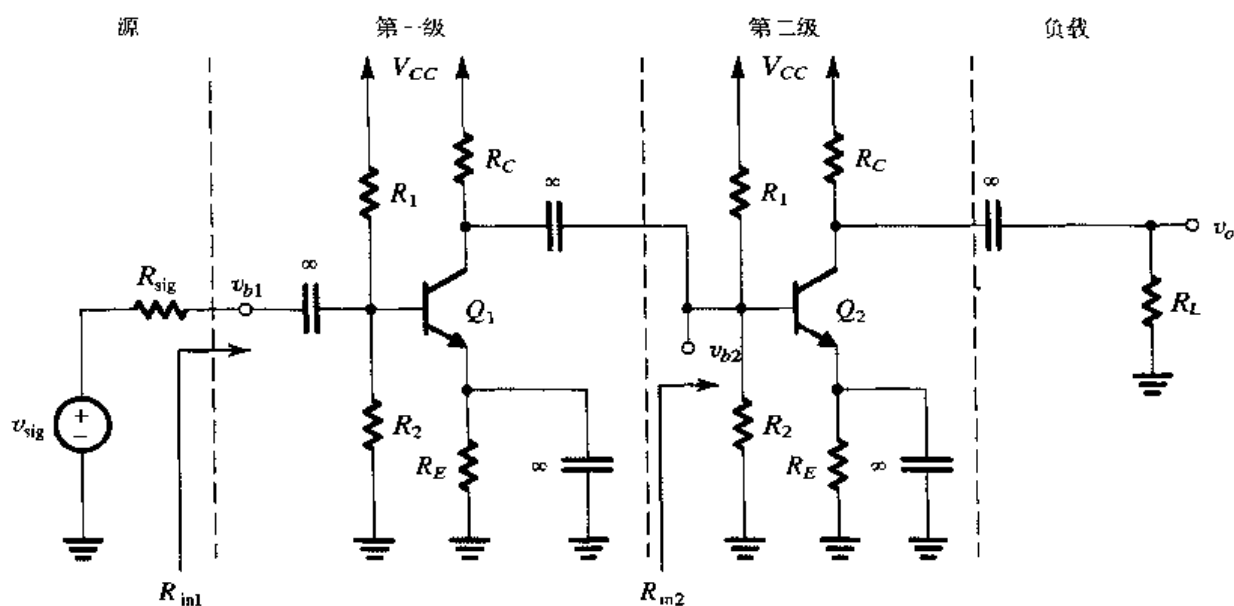 源
第一级
第二级
负载
V_CC
V_CC
R_C
R_C
∞
∞
R_1
R_1
v_o
R_sig
v_b1
∞
Q_1
Q_2
R_L
v_b2
+
−
v_sig
R_2
R_2
R_E
∞
R_E
∞
R_in1
R_in2